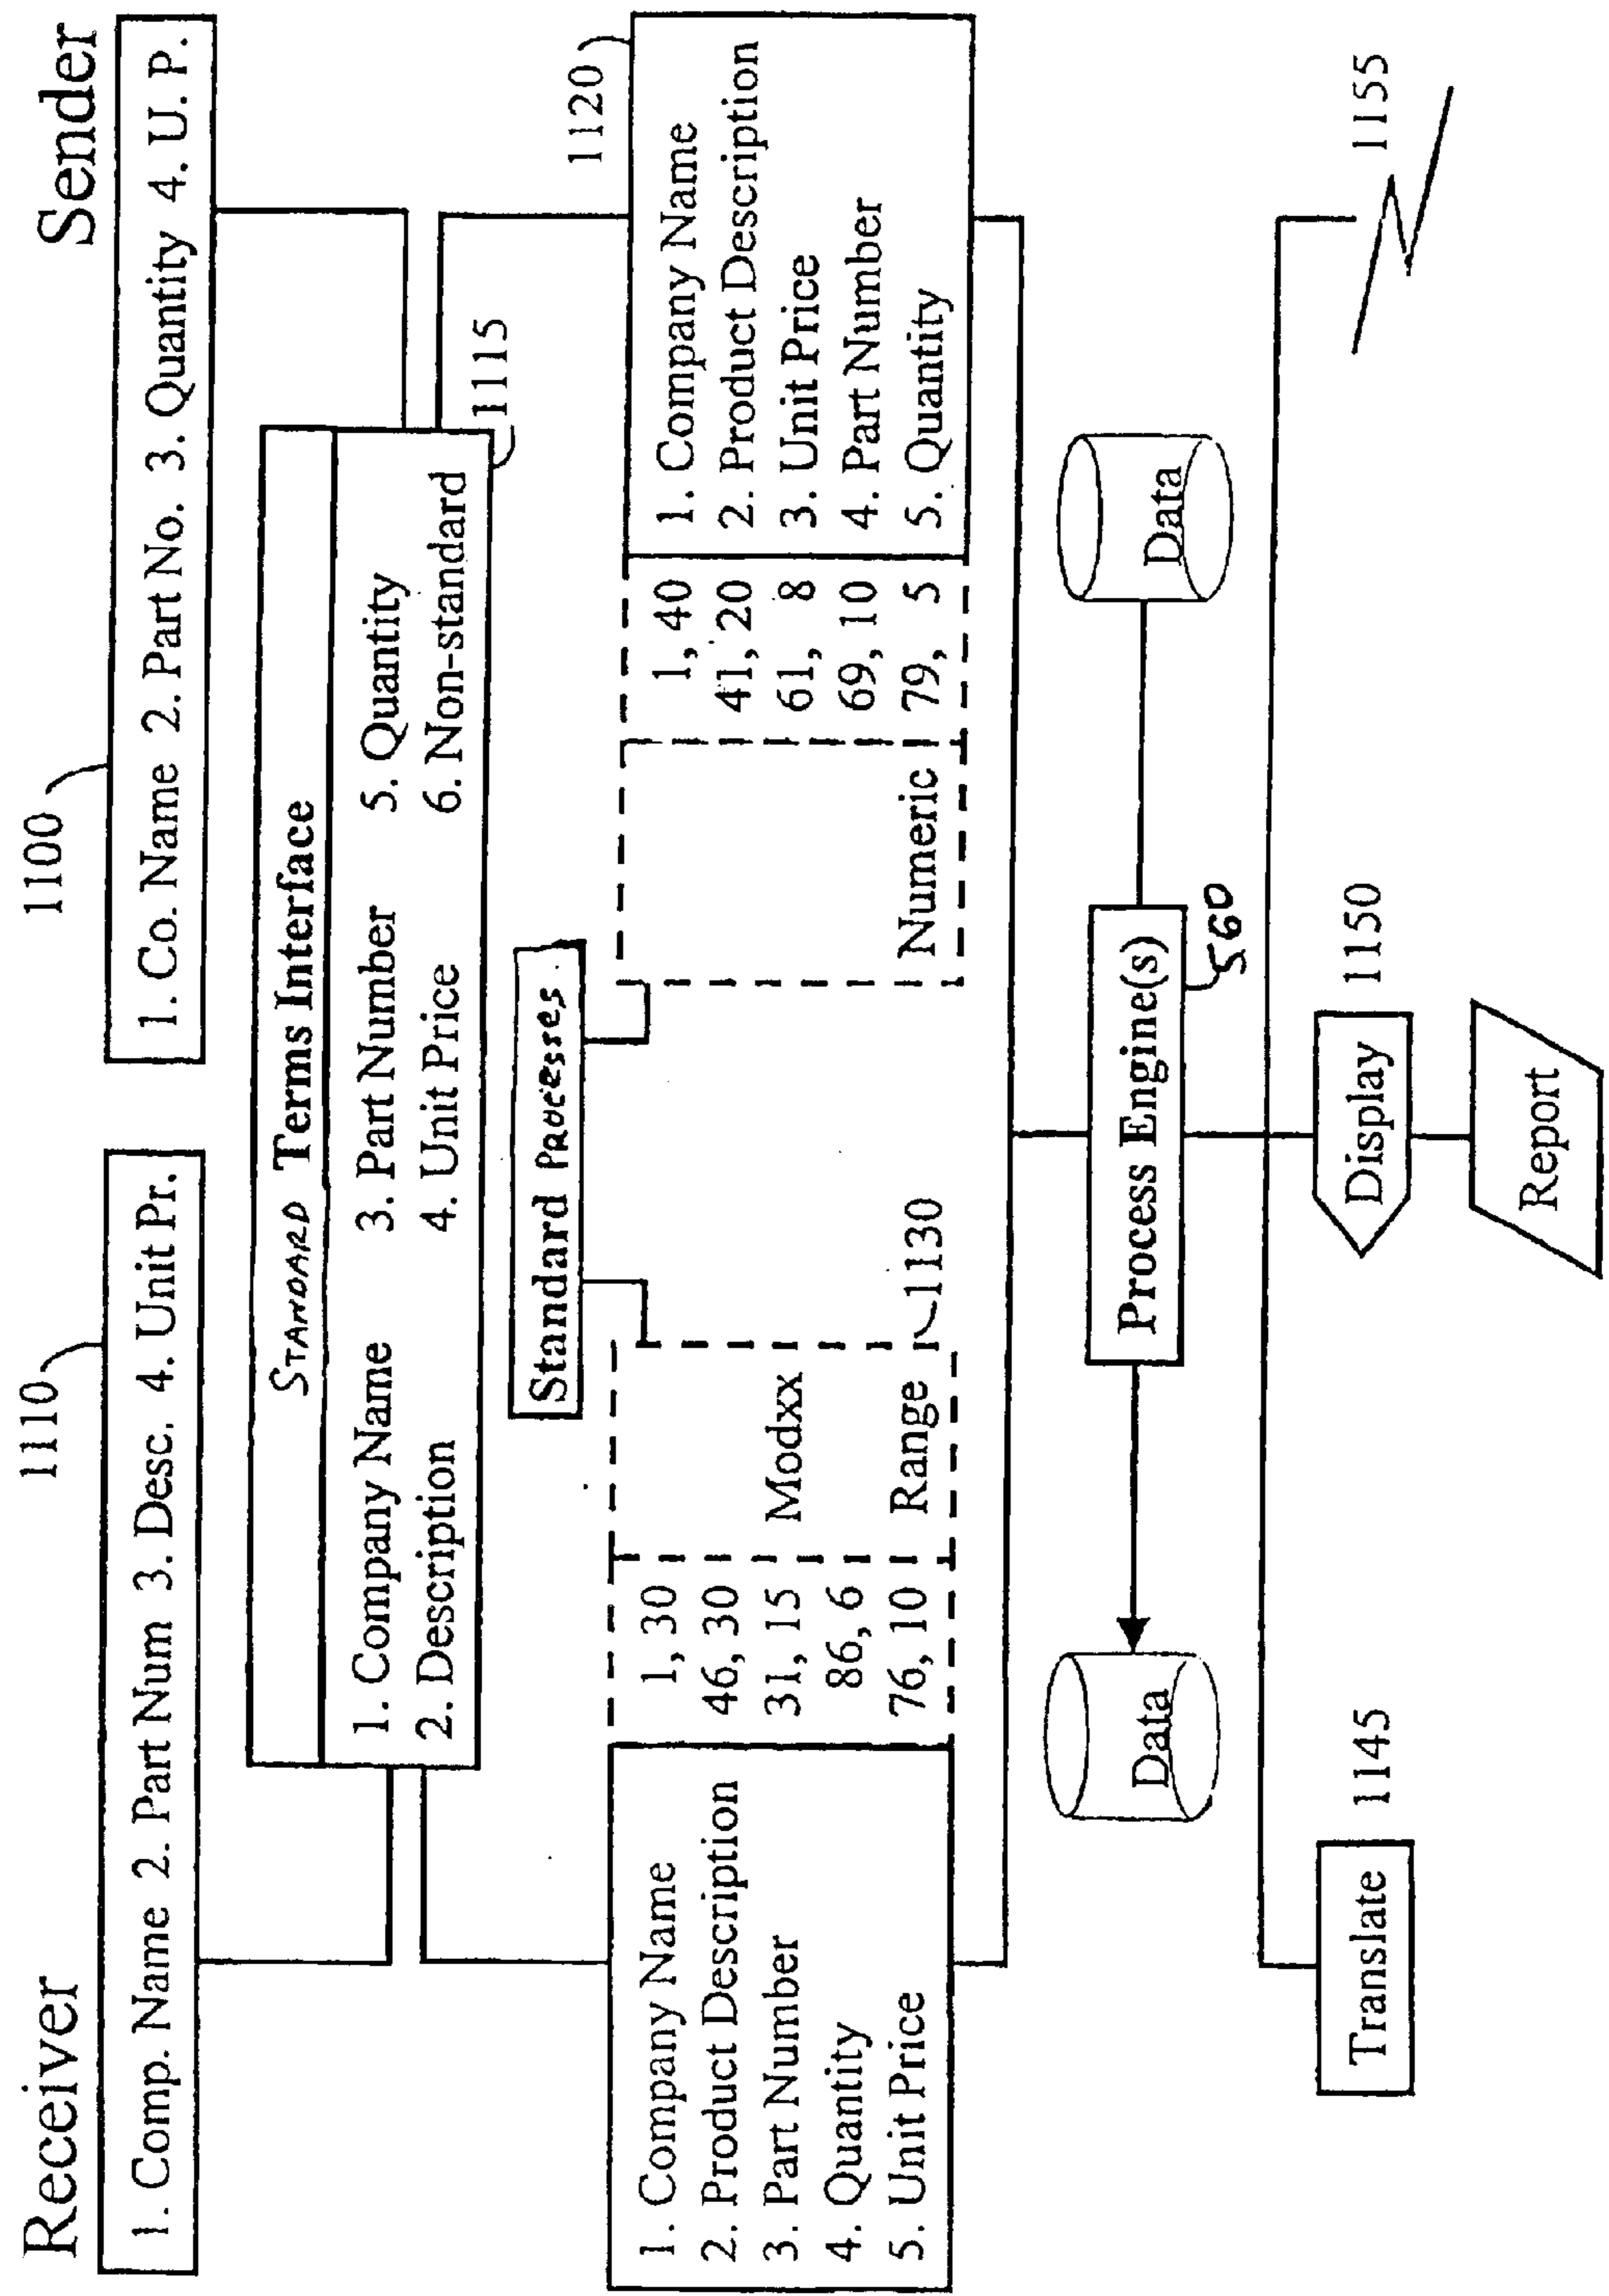 Receiver
Sender
1110
1100
1. Comp. Name 2. Part Num 3. Desc. 4. Unit Pr.
1. Co. Name 2. Part No. 3. Quantity 4. U. P.
STANDARD Terms Interface
1. Company Name
3. Part Number
5. Quantity
2. Description
4. Unit Price
6. Non-standard
1115
Standard Processes
1120
1. Company Name
2. Product Description
3. Part Number
4. Quantity
5. Unit Price
1, 30
46, 30
31, 15
86, 6
76, 10
Modxx
Range
1130
Numeric
1, 40
41, 20
61, 8
69, 10
79, 5
1. Company Name
2. Product Description
3. Unit Price
4. Part Number
5. Quantity
Data
Process Engine(s)
560
Data
Translate
1145
Display
1150
1155
Report